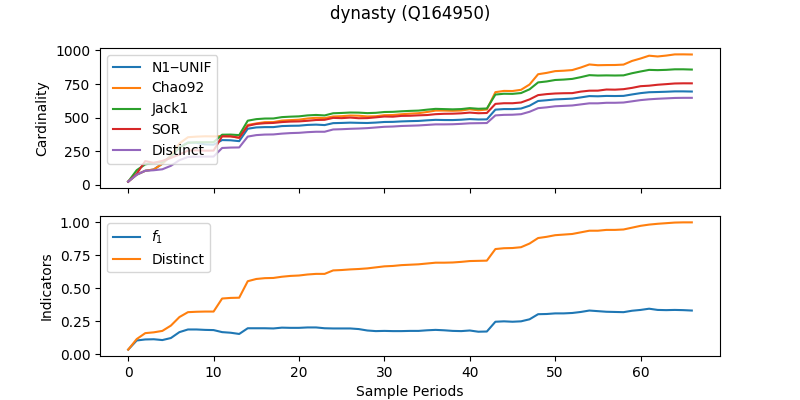 dynasty (Q164950)
1000
750
500
250
0
Cardinality
N1‒UNIF
Chao92
Jack1
SOR
Distinct
1.00
0.75
0.50
0.25
0.00
Indicators
f₁
Distinct
0 10 20 30 40 50 60
Sample Periods